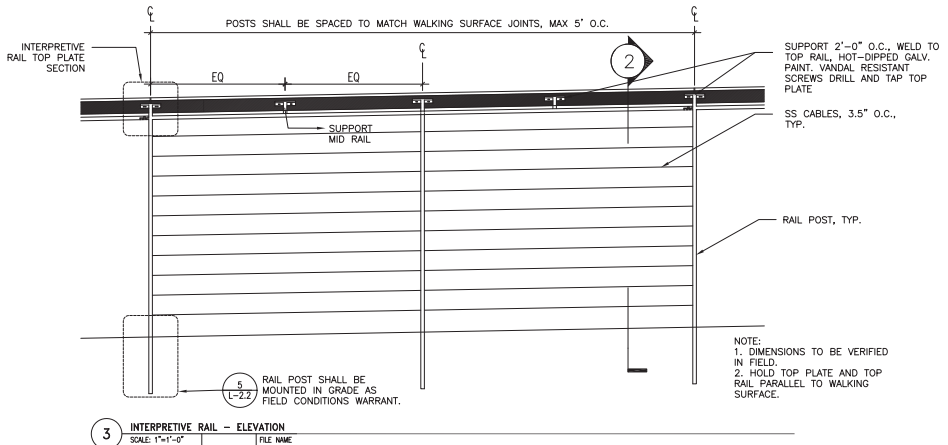 ℄ ℄
POSTS SHALL BE SPACED TO MATCH WALKING SURFACE JOINTS, MAX 5' O.C.
INTERPRETIVE
RAIL TOP PLATE
SECTION
℄
2
SUPPORT 2'-0" O.C., WELD TO
TOP RAIL, HOT-DIPPED GALV.
PAINT. VANDAL RESISTANT
SCREWS DRILL AND TAP TOP
PLATE
EQ EQ
SUPPORT
MID RAIL
SS CABLES, 3.5" O.C.,
TYP.
RAIL POST, TYP.
NOTE:
1. DIMENSIONS TO BE VERIFIED
IN FIELD.
2. HOLD TOP PLATE AND TOP
RAIL PARALLEL TO WALKING
SURFACE.
5
L-2.2
RAIL POST SHALL BE
MOUNTED IN GRADE AS
FIELD CONDITIONS WARRANT.
3
INTERPRETIVE RAIL - ELEVATION
SCALE: 1"=1'-0" FILE NAME